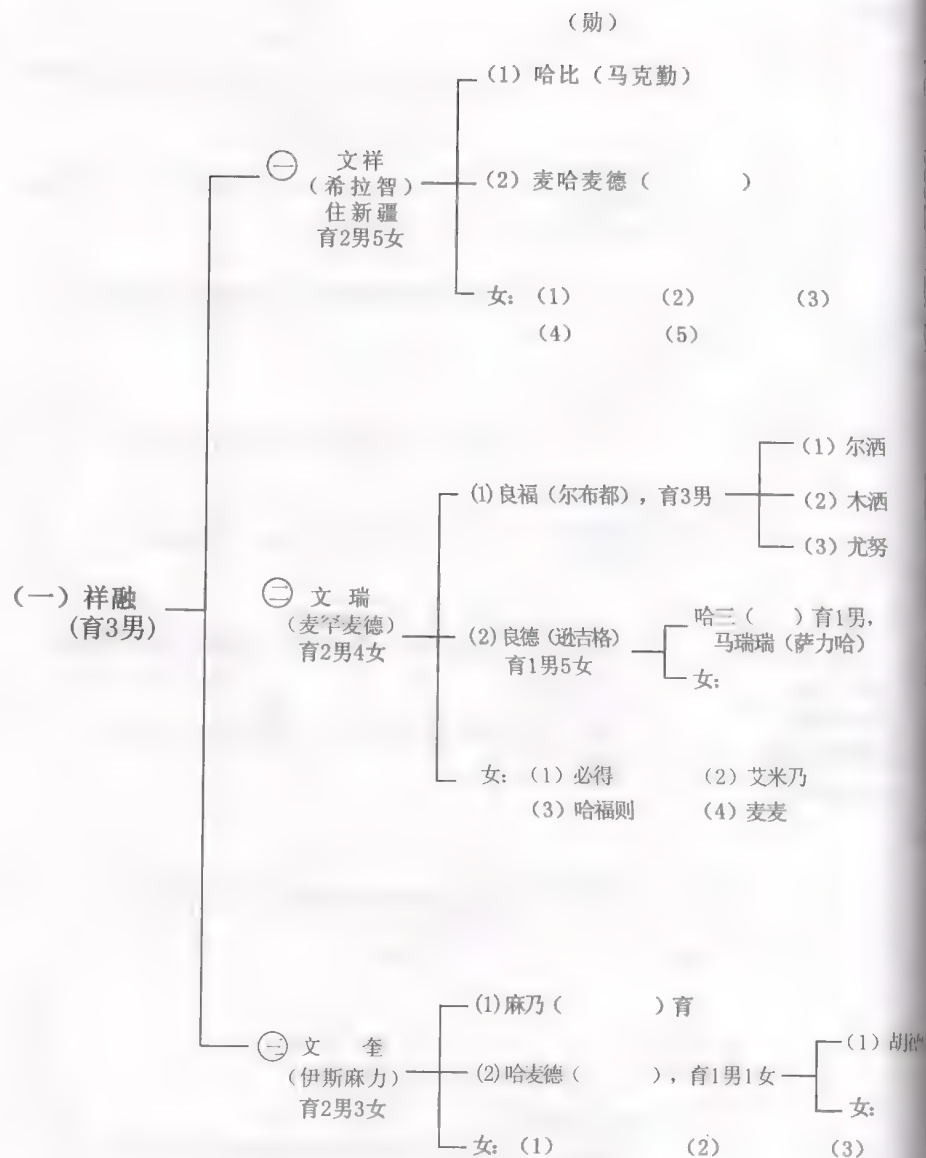 （勋）
(1) 哈比（马克勤）
㊀ 文祥
（希拉智）
住新疆
育2男5女
(2) 麦哈麦德（ ）
女: (1) (2) (3)
(4) (5)
（一）祥融
(育3男)
㊁ 文瑞
育2男4女
(1) 良福（尔布都），育3男
(1) 尔洒
(2) 木洒
(3) 尤努
(2) 良德（逊吉格）
育1男5女
哈三（ ）育1男，
马瑞瑞（萨力哈）
女:
女: (1) 必得 (2) 艾米乃
(3) 哈福则 (4) 麦麦
㊂ 文奎
（伊斯麻力）
育2男3女
(1) 麻乃（ ）育
(2) 哈麦德（ ），育1男1女
(1) 胡
女:
女: (1) (2) (3)